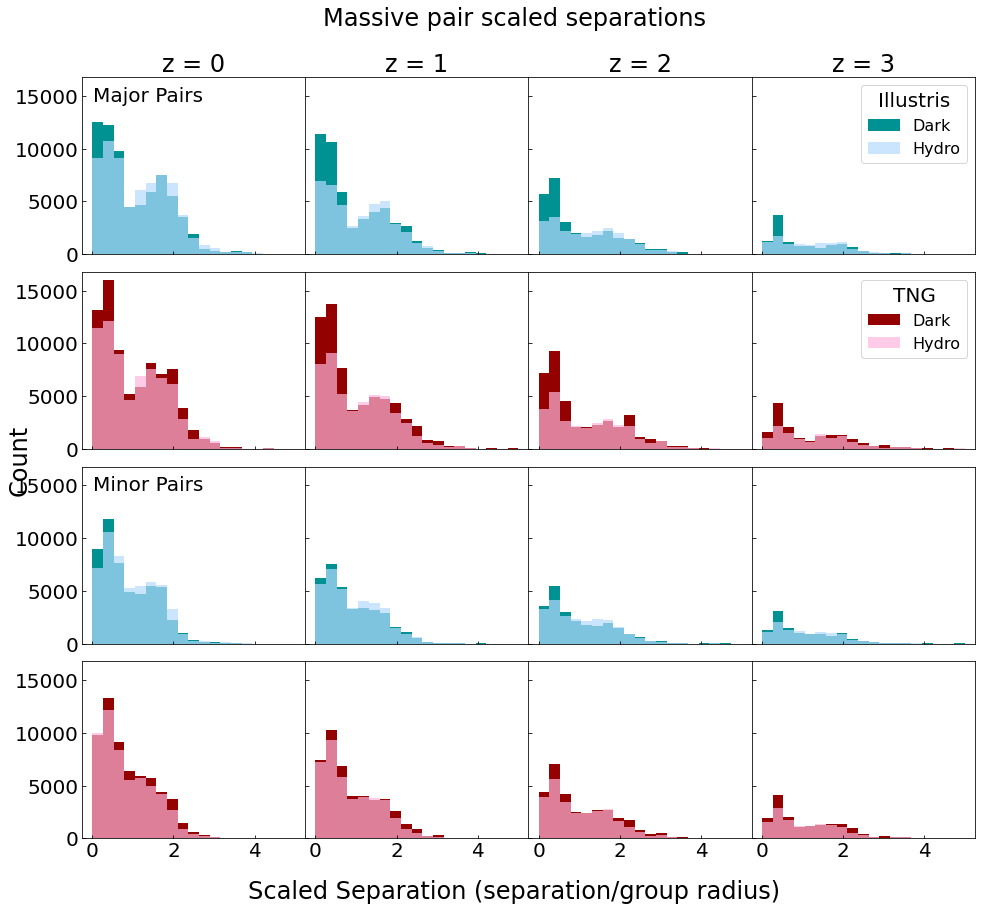 Massive pair scaled separations
z = 0 z = 1 z = 2 z = 3
15000 Major Pairs Illustris
Dark
10000 Hydro
5000
0
15000 TNG
Dark
10000 Hydro
5000
0
Count
15000 Minor Pairs
10000
5000
0
15000
10000
5000
0
0 2 4 0 2 4 0 2 4 0 2 4
Scaled Separation (separation/group radius)